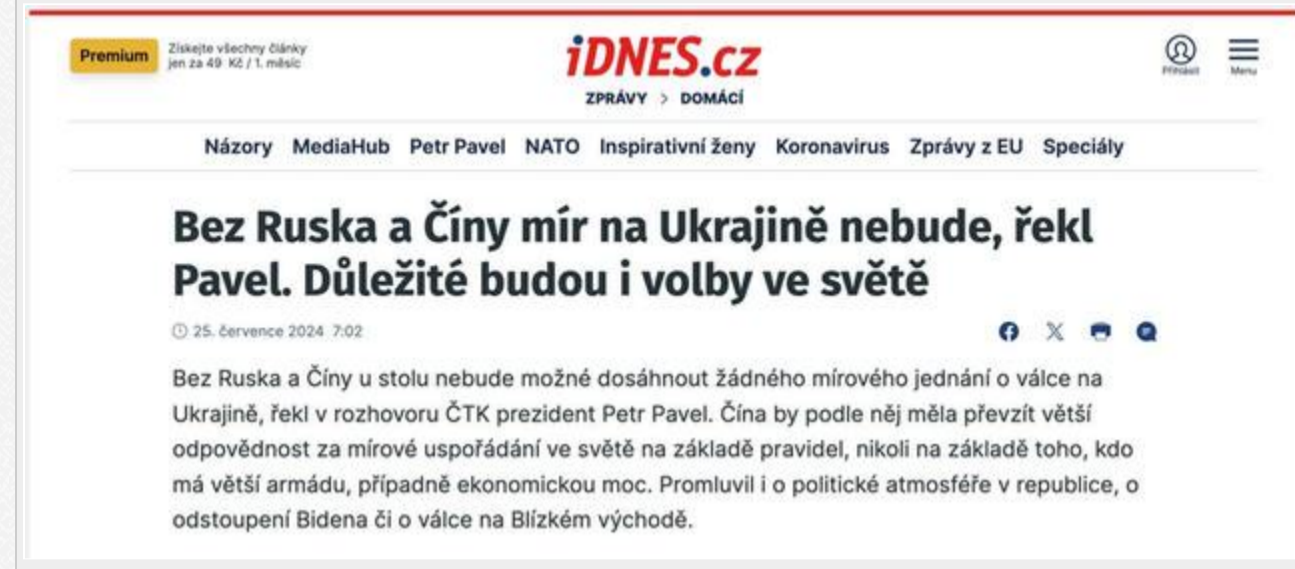 Premium
Získejte všechny články
jen za 49 Kč / 1. měsíc
iDNES.cz
ZPRÁVY > DOMÁCÍ
Přihlásit
Menu
Názory MediaHub Petr Pavel NATO Inspirativní ženy Koronavirus Zprávy z EU Speciály
Bez Ruska a Číny mír na Ukrajině nebude, řekl
Pavel. Důležité budou i volby ve světě
25. července 2024 7:02
Bez Ruska a Číny u stolu nebude možné dosáhnout žádného mírového jednání o válce na
Ukrajině, řekl v rozhovoru ČTK prezident Petr Pavel. Čína by podle něj měla převzít větší
odpovědnost za mírové uspořádání ve světě na základě pravidel, nikoli na základě toho, kdo
má větší armádu, případně ekonomickou moc. Promluvil i o politické atmosféře v republice, o
odstoupení Bidena či o válce na Blízkém východě.